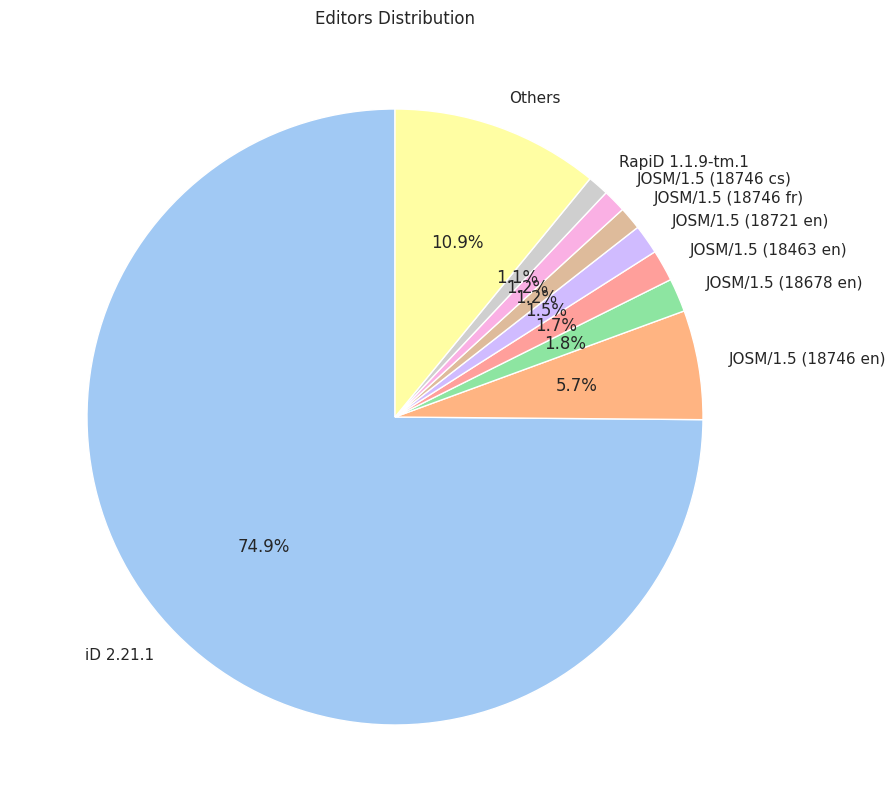 Editors Distribution
Others
RapiD 1.1.9-tm.1
JOSM/1.5 (18746 cs)
JOSM/1.5 (18746 fr)
JOSM/1.5 (18721 en)
JOSM/1.5 (18463 en)
JOSM/1.5 (18678 en)
JOSM/1.5 (18746 en)
iD 2.21.1
10.9%
1.1%
1.2%
1.2%
1.5%
1.7%
1.8%
5.7%
74.9%